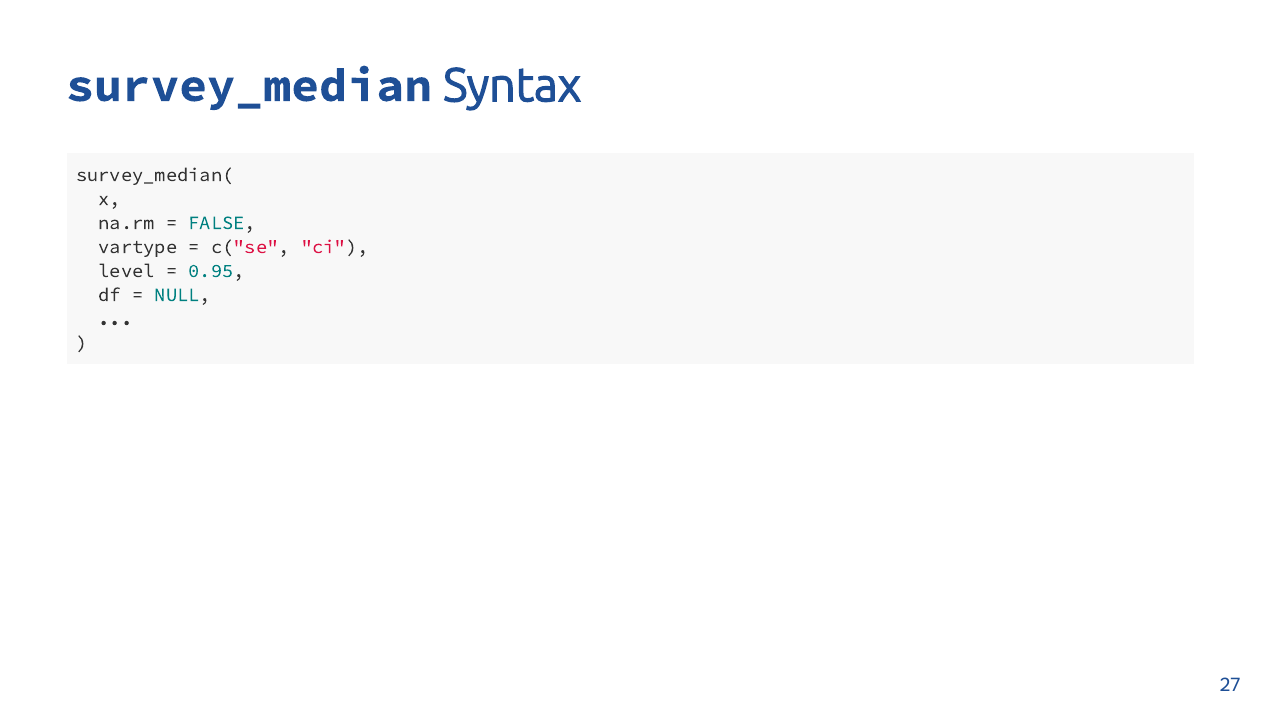 survey_median Syntax
survey_median(
  x,
  na.rm = FALSE,
  vartype = c("se", "ci"),
  level = 0.95,
  df = NULL,
  ...
)
27